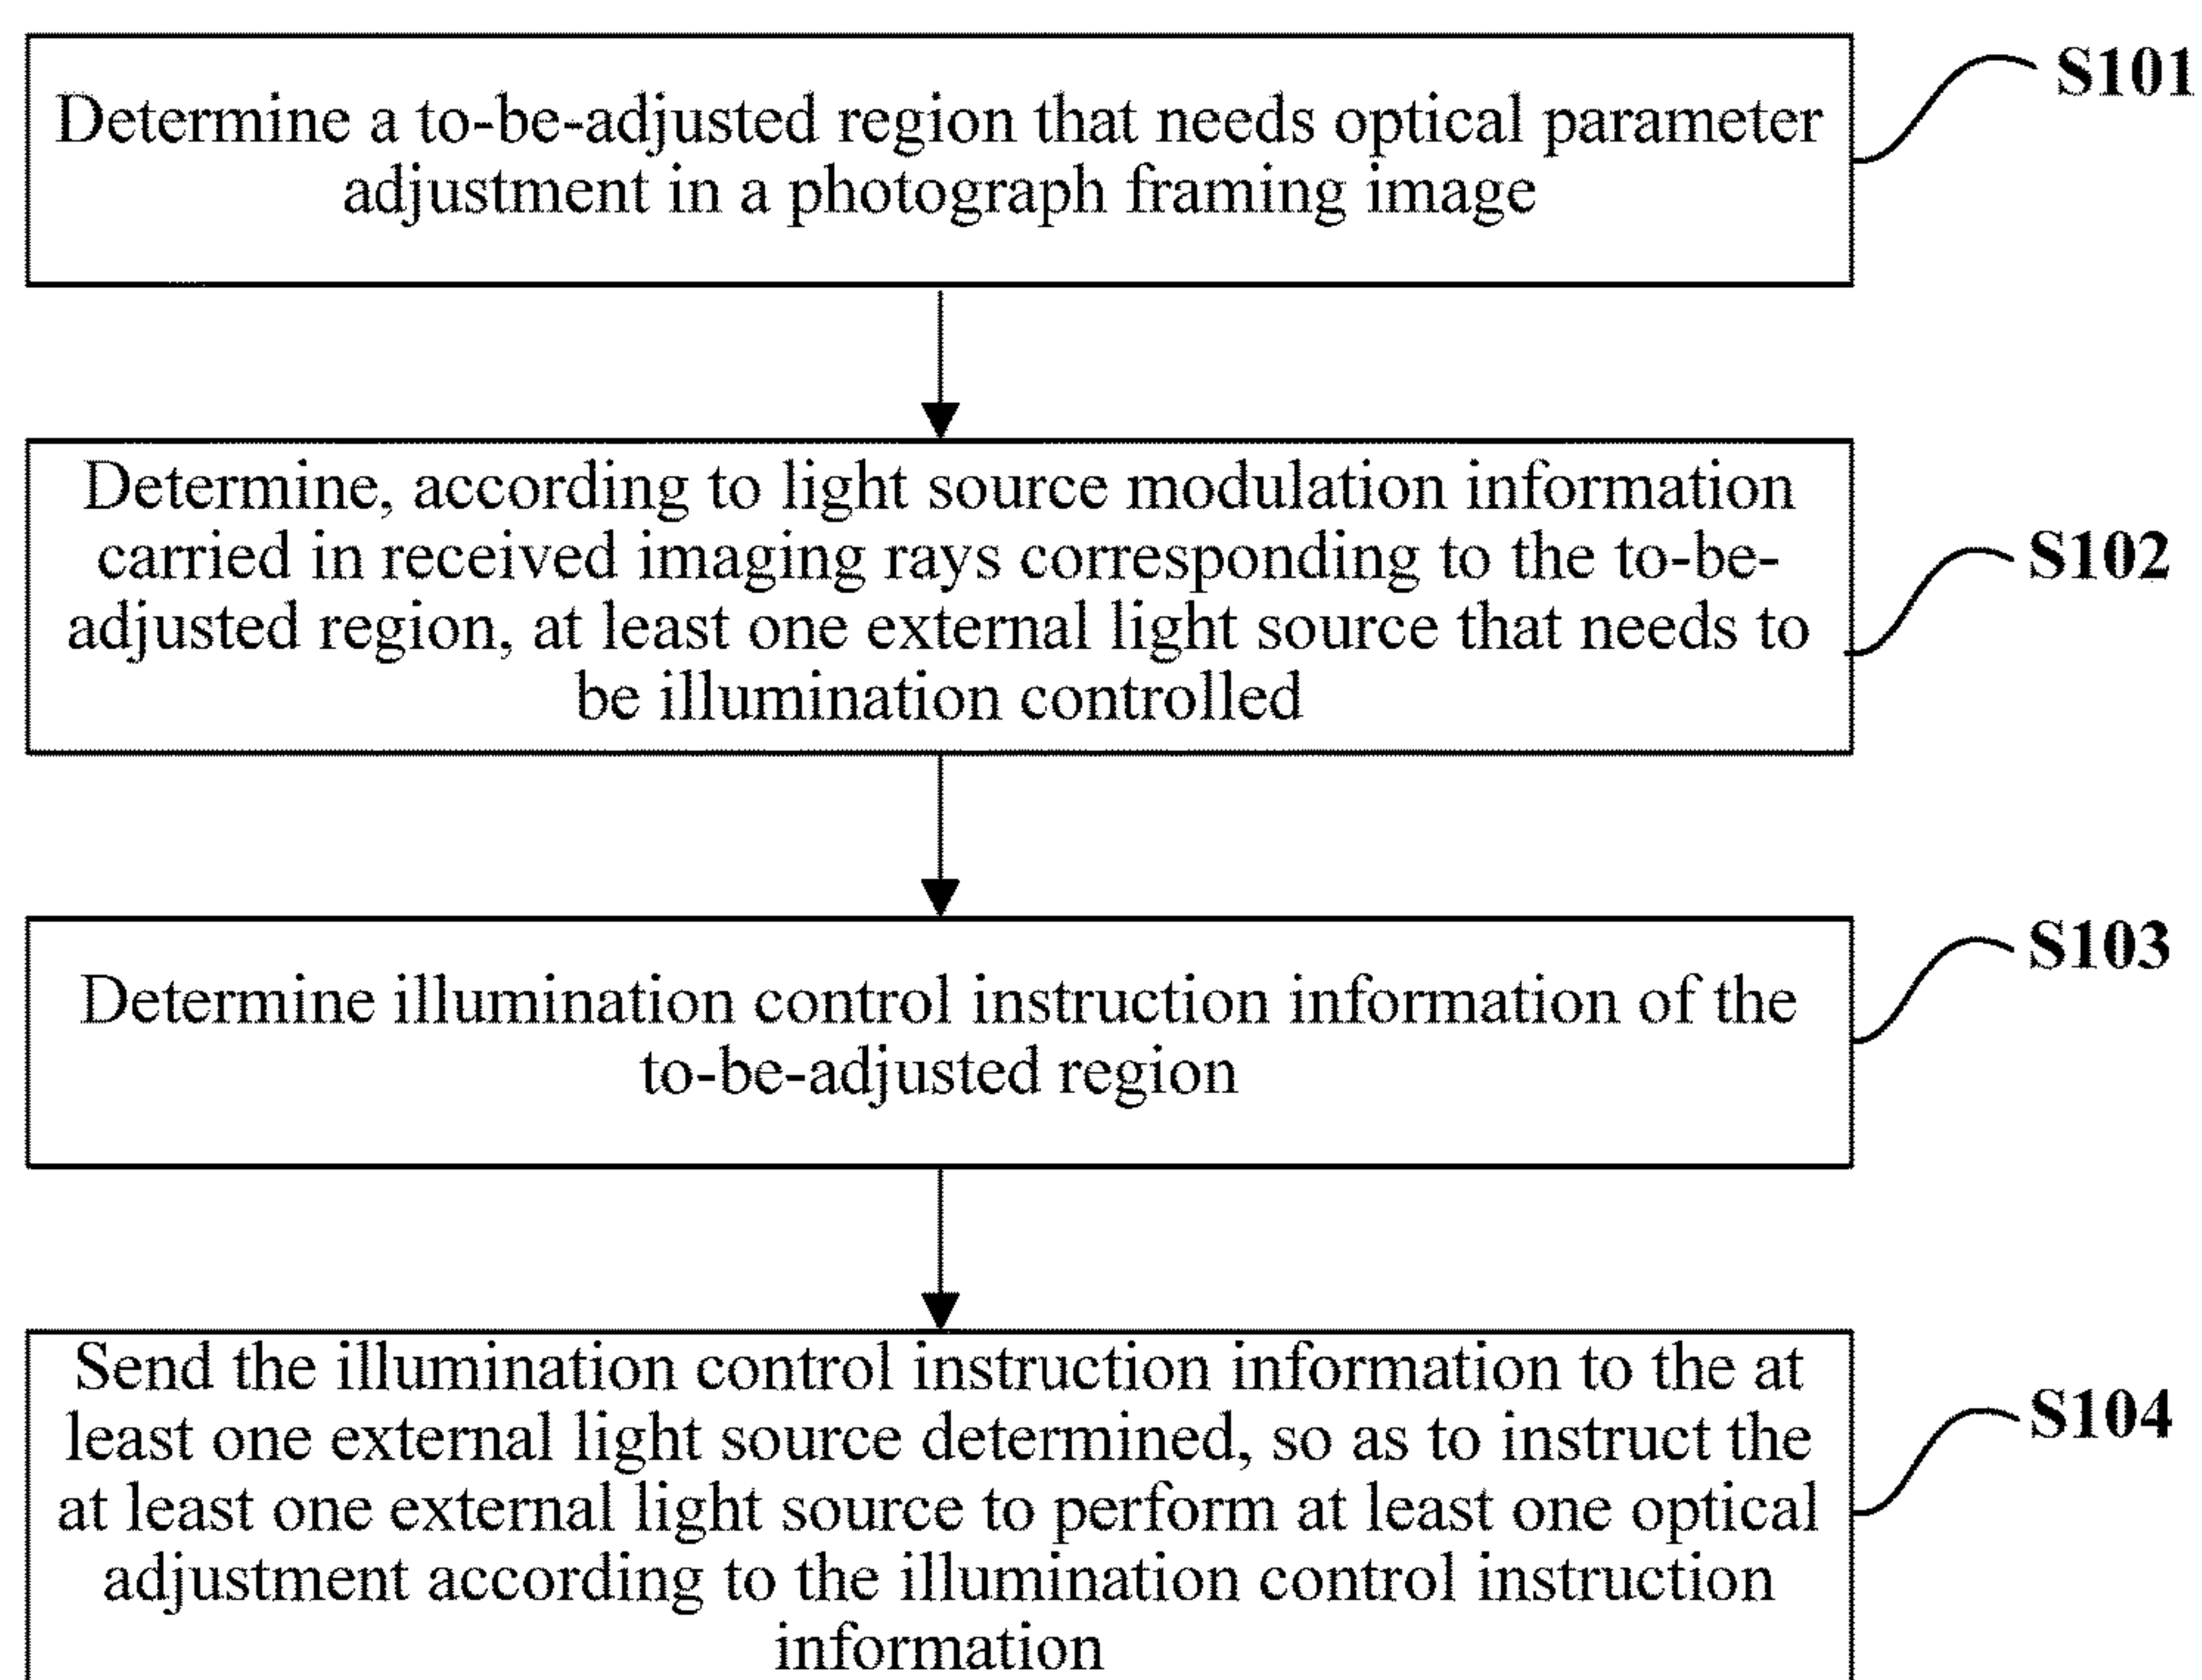 Determine a to-be-adjusted region that needs optical parameter
adjustment in a photograph framing image
S101
Determine, according to light source modulation information
carried in received imaging rays corresponding to the to-be-
adjusted region, at least one external light source that needs to
be illumination controlled
S102
Determine illumination control instruction information of the
to-be-adjusted region
S103
Send the illumination control instruction information to the at
least one external light source determined, so as to instruct the
at least one external light source to perform at least one optical
adjustment according to the illumination control instruction
information
S104